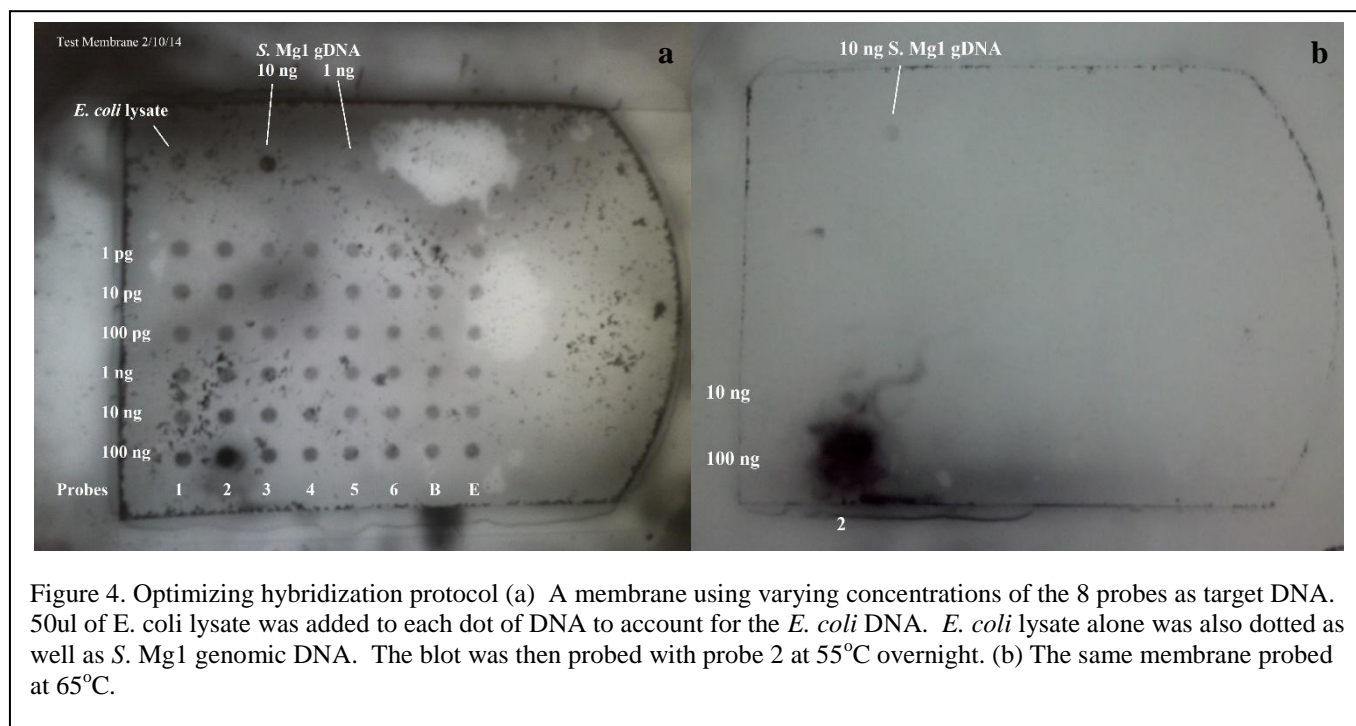 Test Membrane 2/10/14
S. Mg1 gDNA
10 ng 1 ng
a
E. coli lysate
1 pg
10 pg
100 pg
1 ng
10 ng
100 ng
Probes 1 2 3 4 5 6 B E
10 ng S. Mg1 gDNA
b
10 ng
100 ng
2
Figure 4. Optimizing hybridization protocol (a) A membrane using varying concentrations of the 8 probes as target DNA.
50ul of E. coli lysate was added to each dot of DNA to account for the E. coli DNA. E. coli lysate alone was also dotted as
well as S. Mg1 genomic DNA. The blot was then probed with probe 2 at 55°C overnight. (b) The same membrane probed
at 65°C.